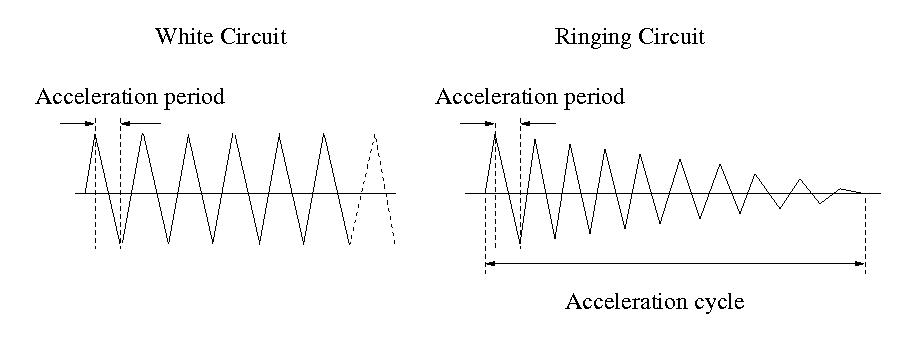 White Circuit
Ringing Circuit
Acceleration period
Acceleration period
Acceleration cycle